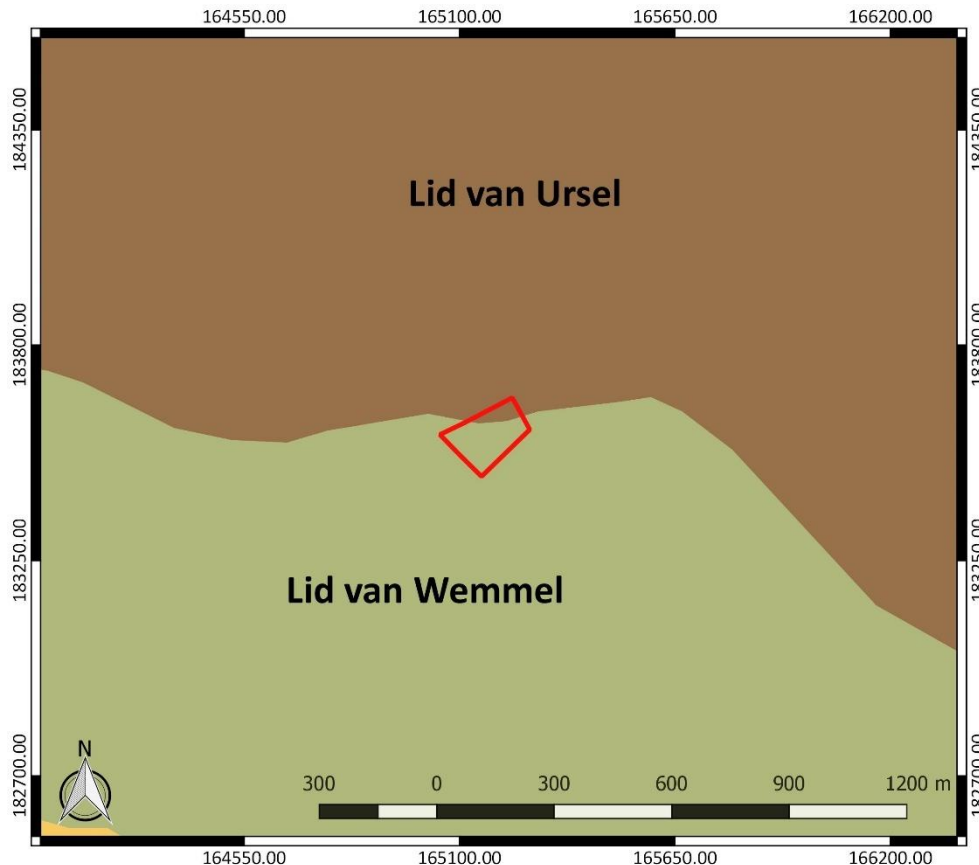 164550.00 165100.00 165650.00 166200.00
184350.00 184350.00
Lid van Ursel
183800.00 183800.00
183250.00 183250.00
Lid van Wemmel
182700.00 182700.00
N
300 0 300 600 900 1200 m
164550.00 165100.00 165650.00 166200.00